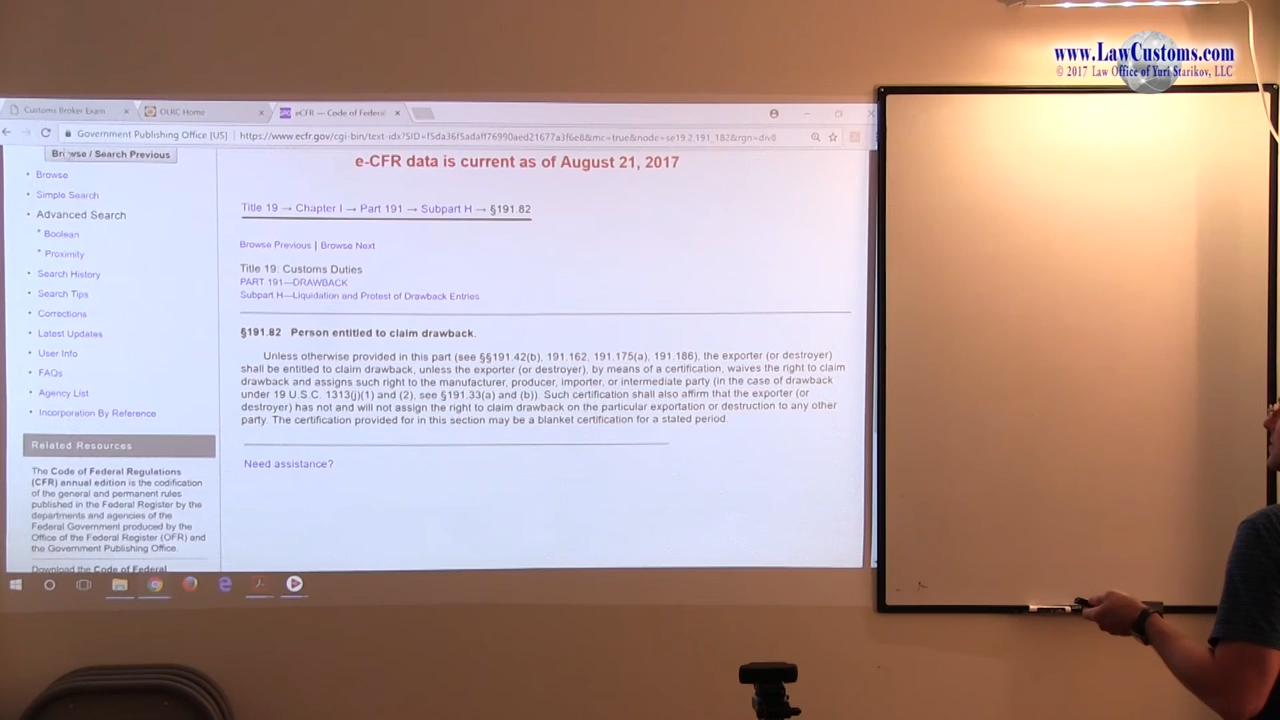 www.LawCustoms.com
© 2017 Law Office of Yuri Starikov, LLC
Customs Broker Exam
OLRC Home
eCFR — Code of Federal
Government Publishing Office [US]
Browse / Search Previous
Browse
Simple Search
Advanced Search
Boolean
Proximity
Search History
Search Tips
Corrections
Latest Updates
User Info
FAQs
Agency List
Incorporation By Reference
Related Resources
The Code of Federal Regulations
(CFR) annual edition is the codification
of the general and permanent rules
published in the Federal Register by the
departments and agencies of the
Federal Government produced by the
Office of the Federal Register (OFR) and
the Government Publishing Office.
Download the Code of Federal
e-CFR data is current as of August 21, 2017
Title 19 → Chapter I → Part 191 → Subpart H → §191.82
Browse Previous | Browse Next
Title 19: Customs Duties
PART 191—DRAWBACK
Subpart H—Liquidation and Protest of Drawback Entries
§191.82 Person entitled to claim drawback.
Unless otherwise provided in this part (see §§191.42(b), 191.162, 191.175(a), 191.186), the exporter (or destroyer)
shall be entitled to claim drawback, unless the exporter (or destroyer), by means of a certification, waives the right to claim
drawback and assigns such right to the manufacturer, producer, importer, or intermediate party (in the case of drawback
under 19 U.S.C. 1313(j)(1) and (2), see §191.33(a) and (b)). Such certification shall also affirm that the exporter (or
destroyer) has not and will not assign the right to claim drawback on the particular exportation or destruction to any other
party. The certification provided for in this section may be a blanket certification for a stated period.
Need assistance?